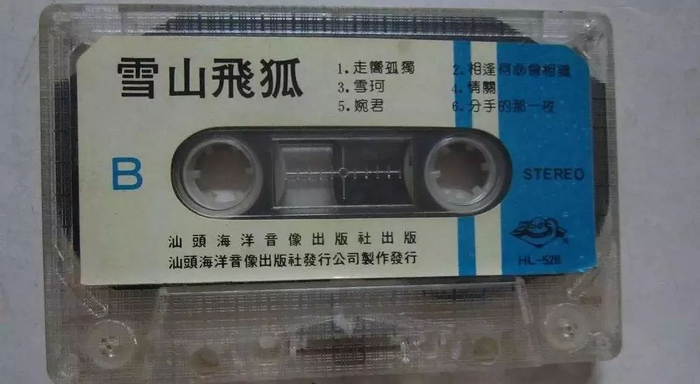 雪山飛狐
1.走嚮孤獨 2.相逢何必曾相識
3.雪珂 4.情關
5.婉君 6.分手的那一夜
B
STEREO
汕頭海洋音像出版社出版
汕頭海洋音像出版社發行公司製作發行
HL-528